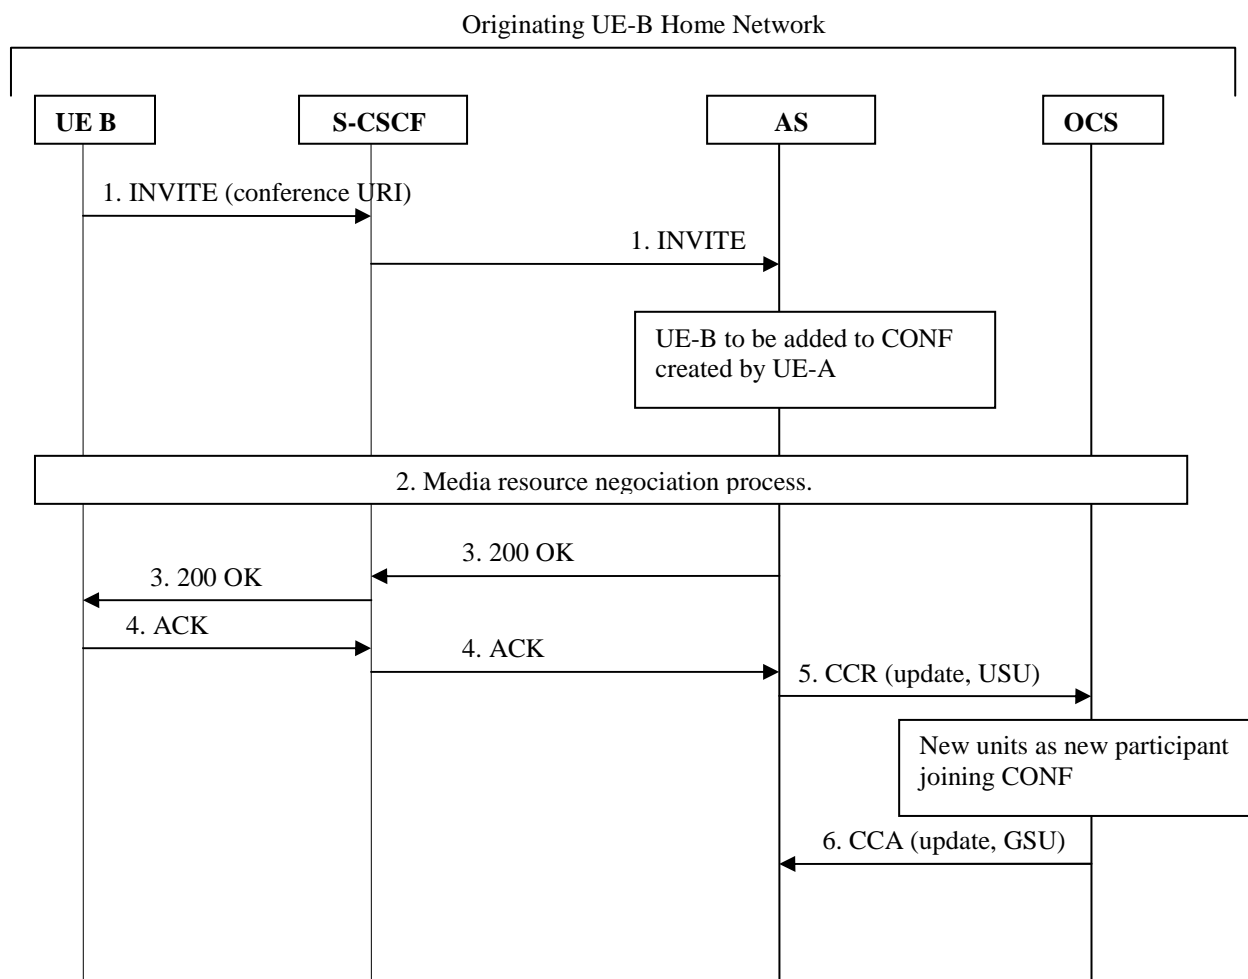 Originating UE-B Home Network
UE B
S-CSCF
AS
OCS
1. INVITE (conference URI)
1. INVITE
UE-B to be added to CONF
created by UE-A
2. Media resource negociation process.
3. 200 OK
3. 200 OK
4. ACK
4. ACK
5. CCR (update, USU)
New units as new participant
joining CONF
6. CCA (update, GSU)